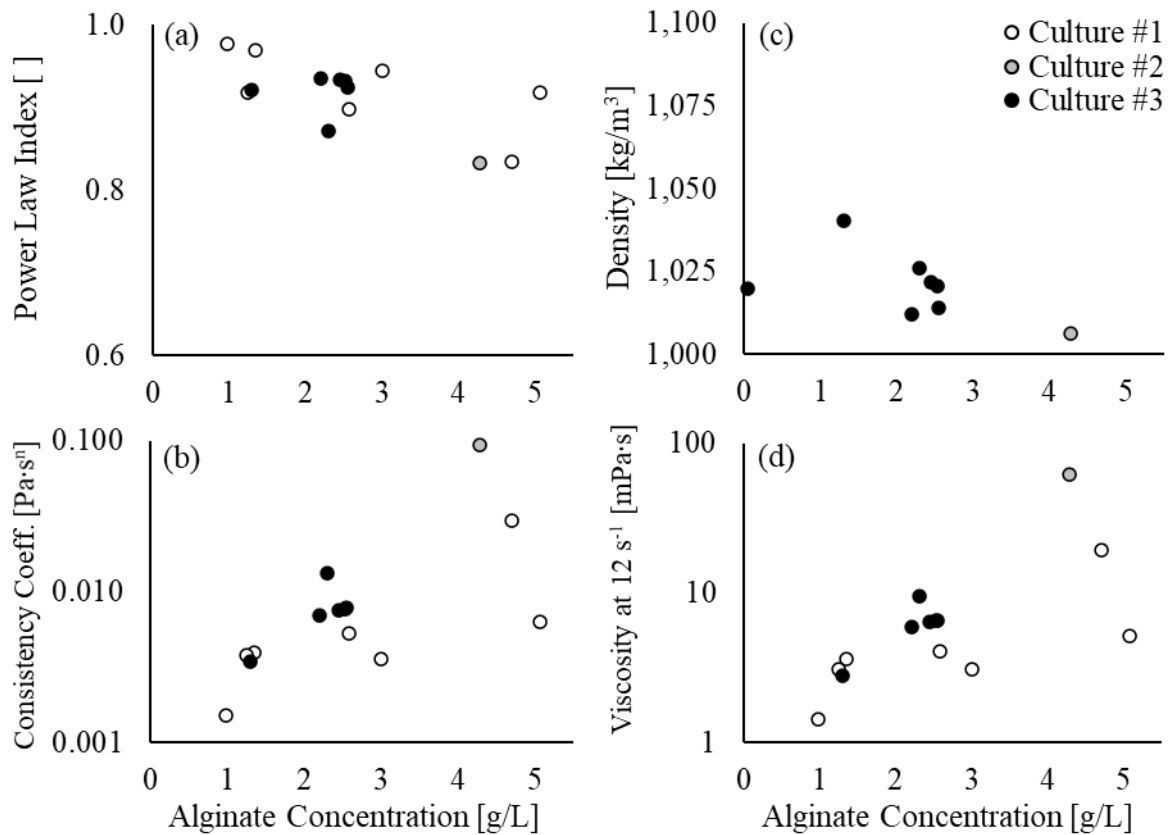 (a)
1.0
0.8
0.6
Power Law Index [ ]
0 1 2 3 4 5
(c)
Culture #1
Culture #2
Culture #3
1,100
1,075
1,050
1,025
1,000
Density [kg/m³]
0 1 2 3 4 5
(b)
0.100
0.010
0.001
Consistency Coeff. [Pa·sⁿ]
0 1 2 3 4 5
Alginate Concentration [g/L]
(d)
100
10
1
Viscosity at 12 s⁻¹ [mPa·s]
0 1 2 3 4 5
Alginate Concentration [g/L]